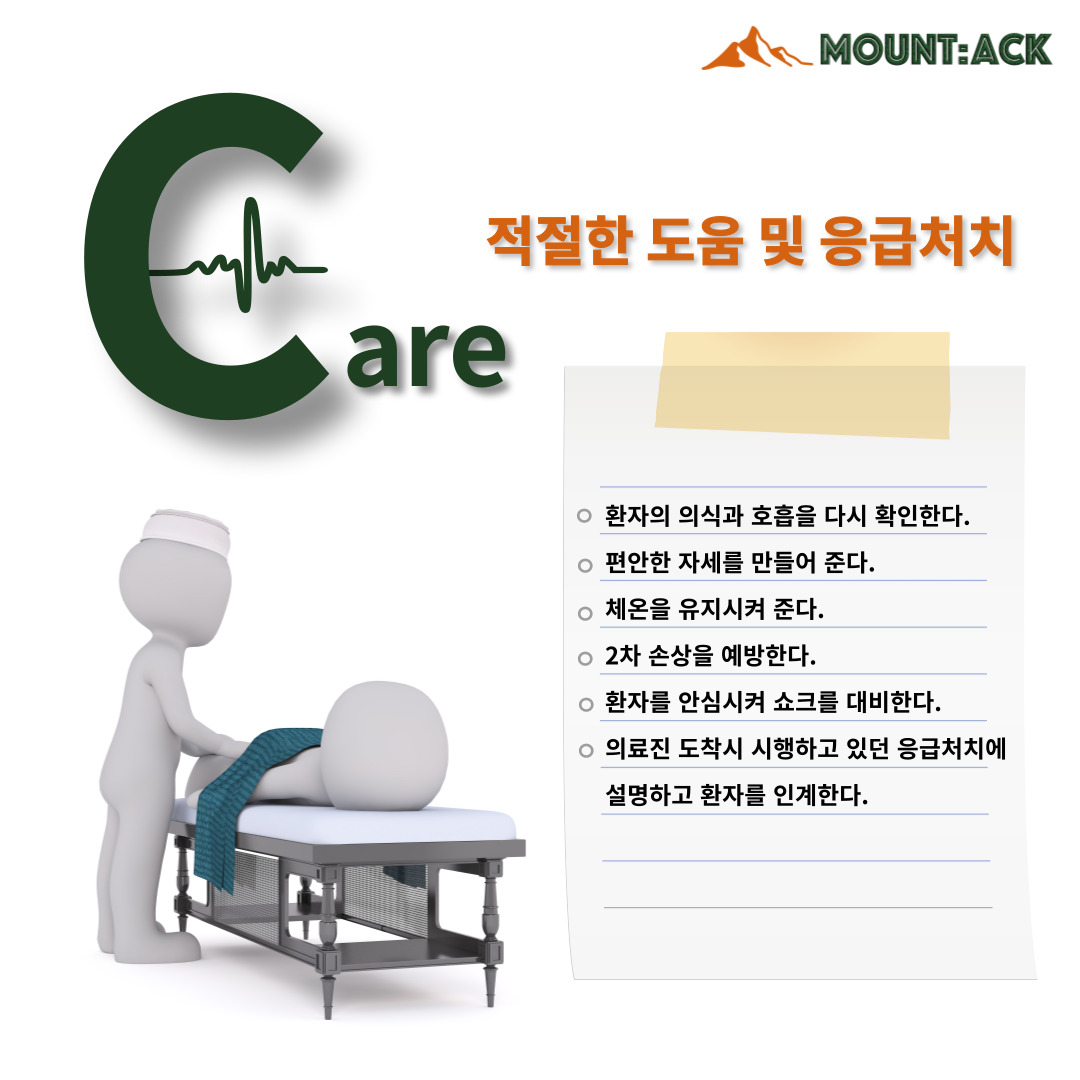 MOUNT:ACK
Care
적절한 도움 및 응급처치
환자의 의식과 호흡을 다시 확인한다.
편안한 자세를 만들어 준다.
체온을 유지시켜 준다.
2차 손상을 예방한다.
환자를 안심시켜 쇼크를 대비한다.
의료진 도착시 시행하고 있던 응급처치에
설명하고 환자를 인계한다.